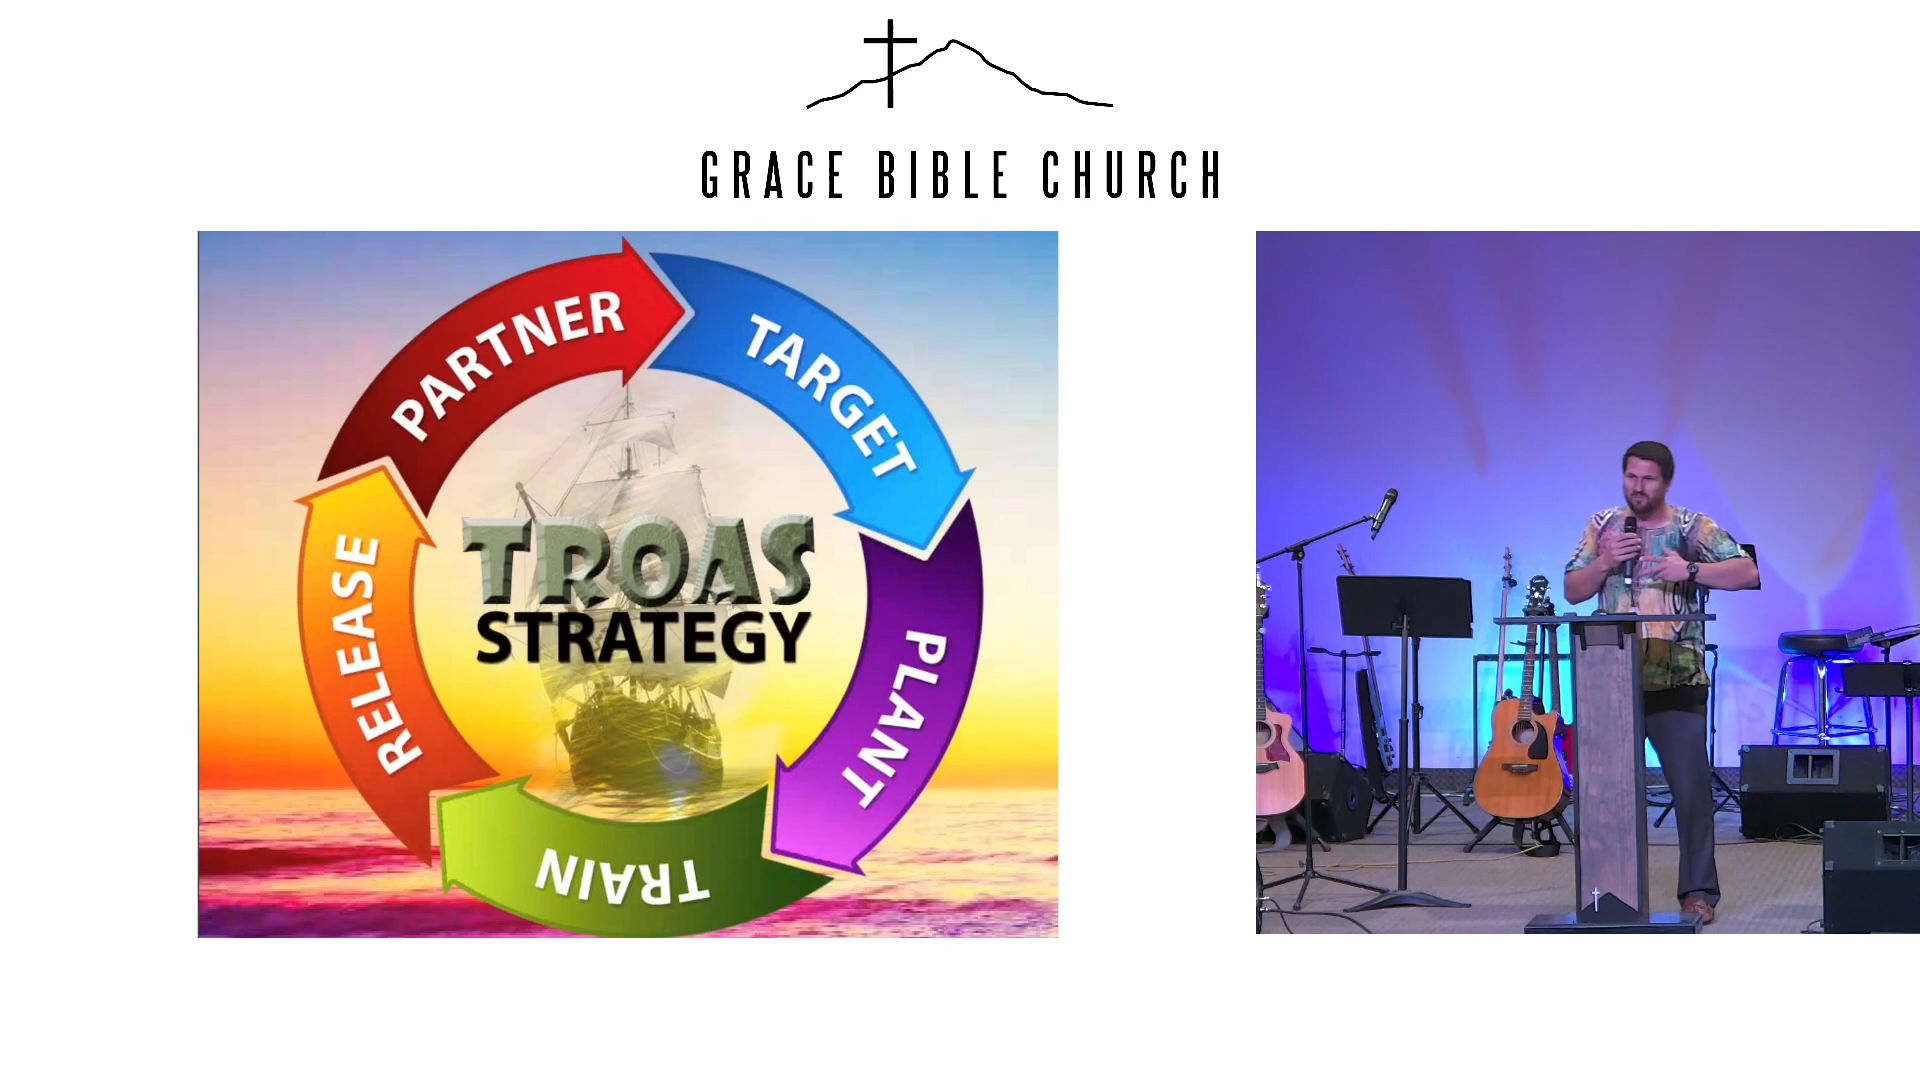 GRACE BIBLE CHURCH
PARTNER
TARGET
PLANT
TRAIN
RELEASE
TROAS
STRATEGY